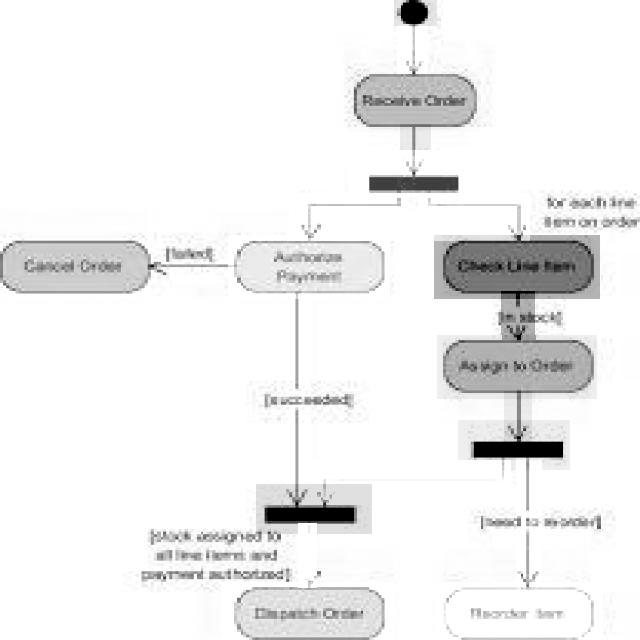 Receive Order
for each line
item on order
Cancel Order
[failed]
Authorize
Payment
Check Line Item
[in stock]
Assign to Order
[succeeded]
[stock assigned to
all line items and
payment authorized]
[need to reorder]
Dispatch Order
Reorder Item